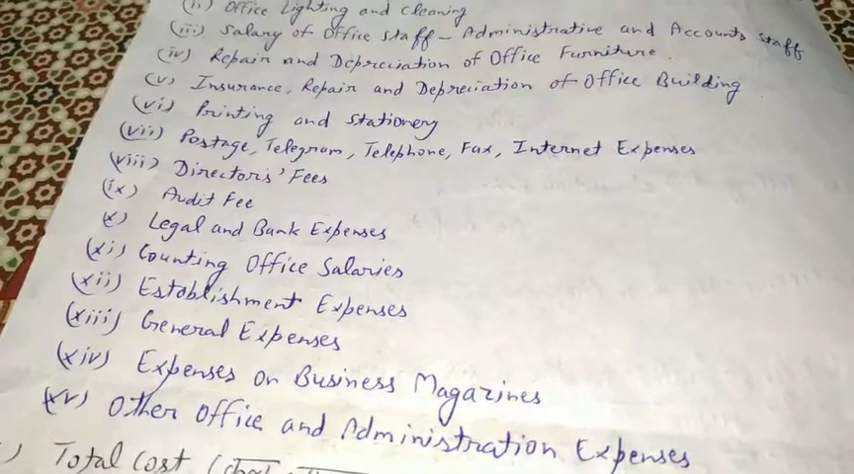 (ii) Office Lighting and cleaning
(iii) Salary of Office staff - Administrative and Accounts staff
(iv) Repair and Depreciation of Office Furniture.
(v) Insurance, Repair and Depreciation of Office Building
(vi) Printing and Stationery
(vii) Postage, Telegram, Telephone, Fax, Internet Expenses
(viii) Directors' Fees
(ix) Audit Fee
(x) Legal and Bank Expenses
(xi) Counting Office Salaries
(xii) Establishment Expenses
(xiii) General Expenses
(xiv) Expenses on Business Magazines
(xv) Other Office and Administration Expenses
Total cost